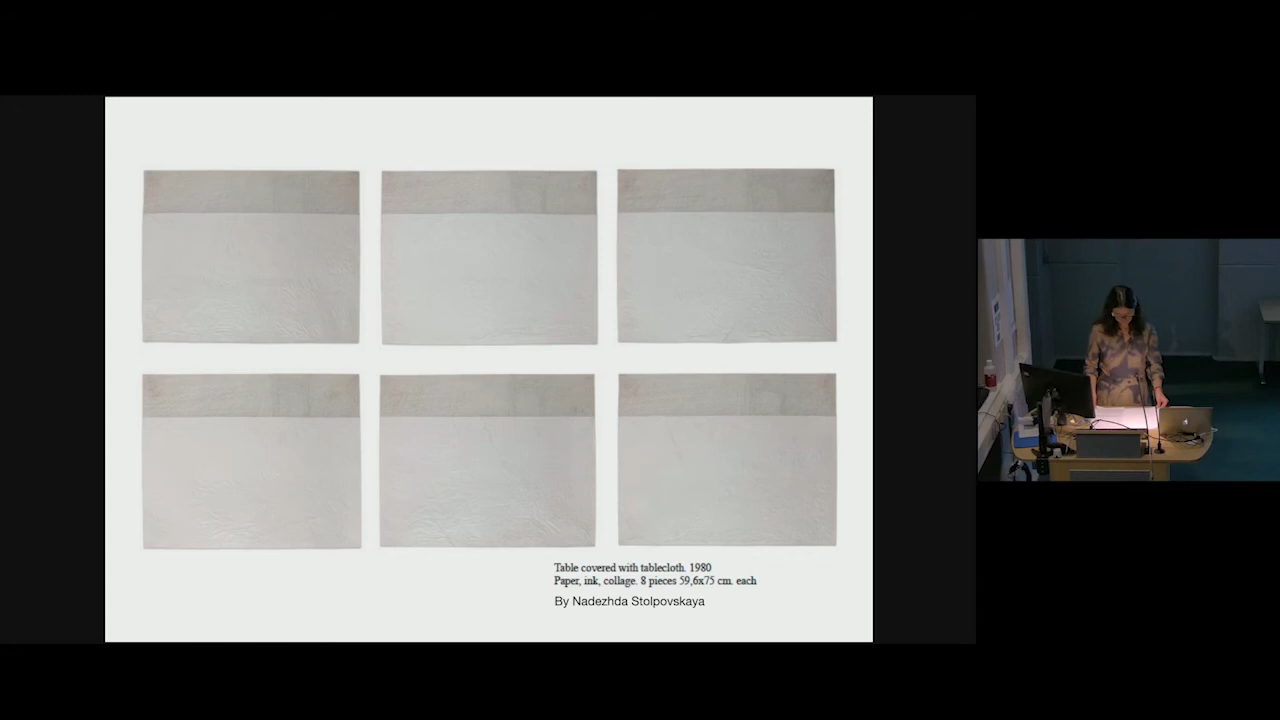 Table covered with tablecloth. 1980
Paper, ink, collage. 8 pieces 59,6x75 cm. each
By Nadezhda Stolpovskaya